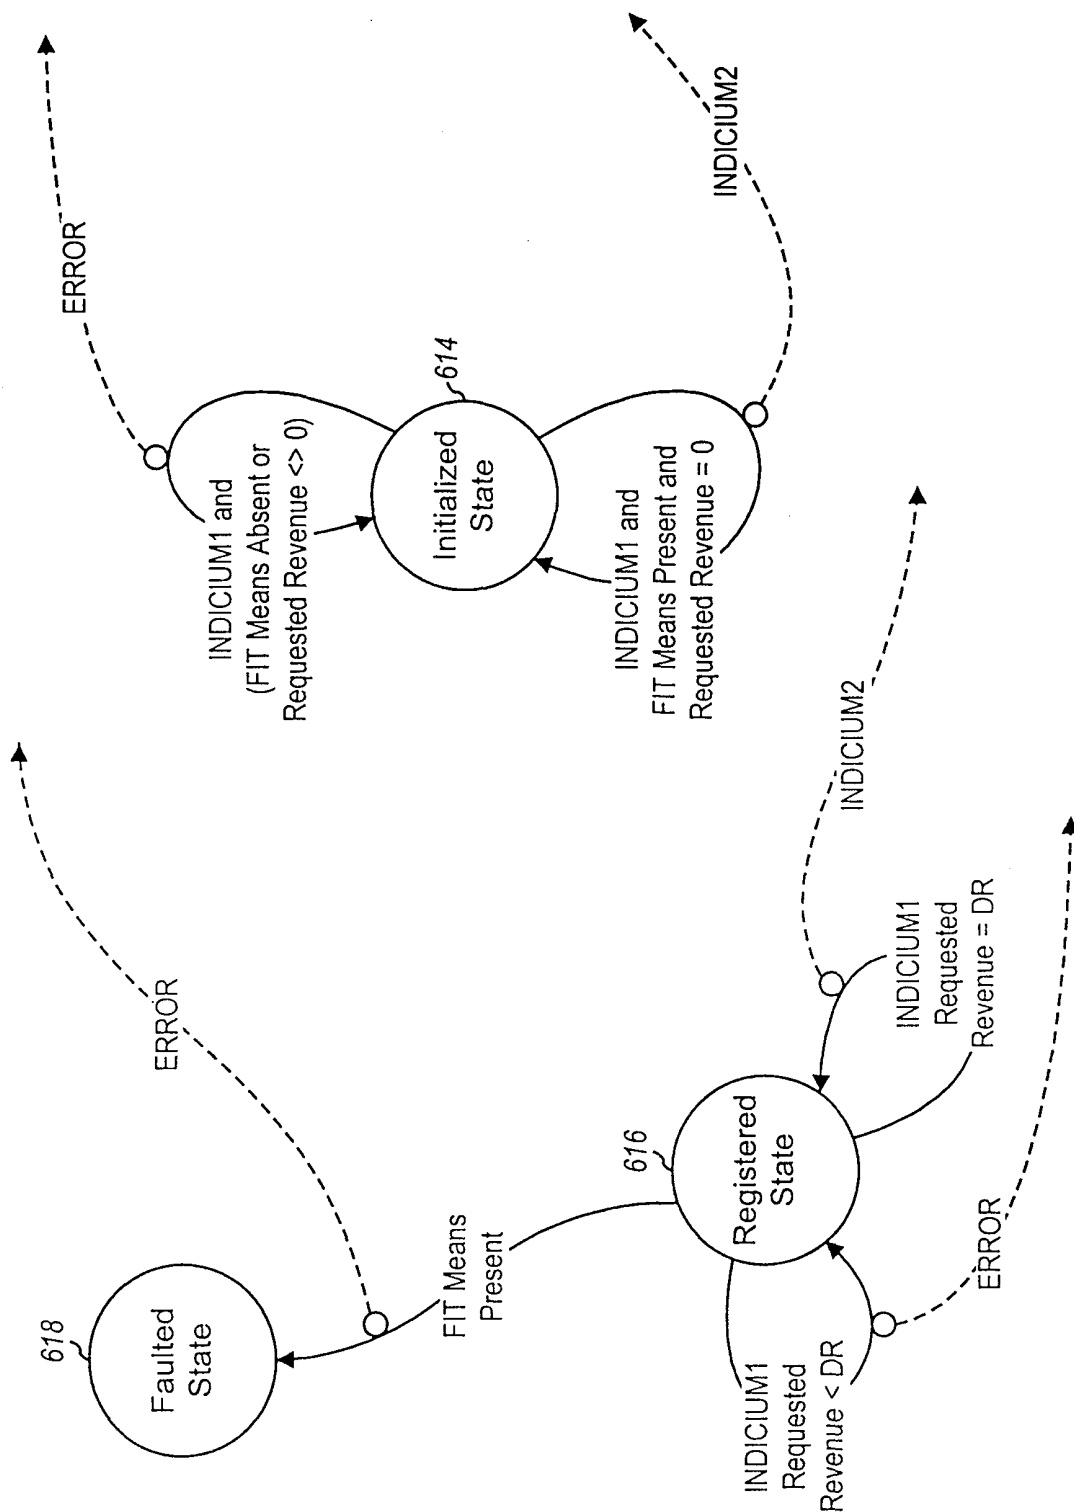 618
Faulted
State
ERROR
FIT Means
Present
616
Registered
State
INDICIUM1
Requested
Revenue < DR
ERROR
INDICIUM1
Requested
Revenue = DR
INDICIUM2
ERROR
INDICIUM1 and
(FIT Means Absent or
Requested Revenue <> 0)
614
Initialized
State
INDICIUM1 and
FIT Means Present and
Requested Revenue = 0
INDICIUM2